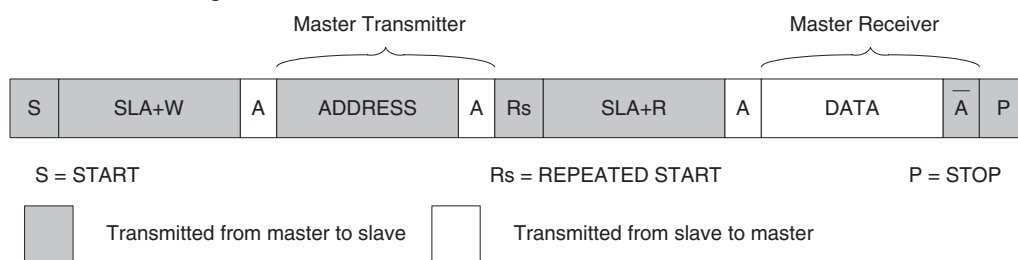 Master Transmitter Master Receiver
S SLA+W A ADDRESS A Rs SLA+R A DATA A̅ P
S = START Rs = REPEATED START P = STOP
Transmitted from master to slave Transmitted from slave to master